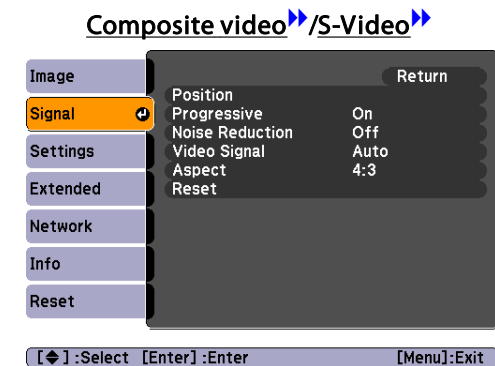 Composite video/S-Video
Image
Return
Position
Signal
Progressive On
Noise Reduction Off
Settings
Video Signal Auto
Aspect 4:3
Extended
Reset
Network
Info
Reset
[◆]:Select [Enter]:Enter [Menu]:Exit